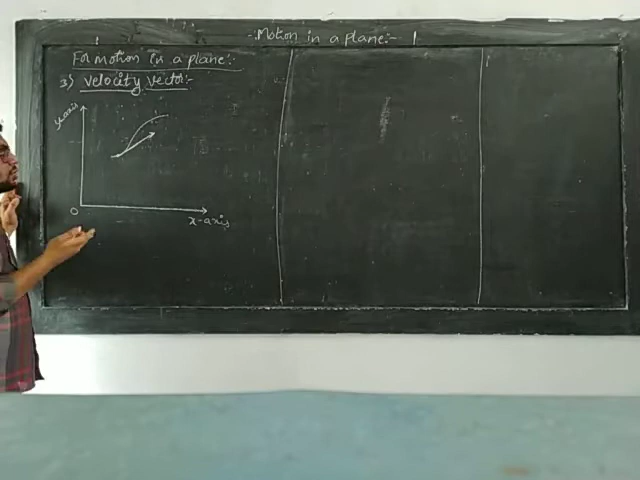 :- Motion in a plane:-
For motion in a plane:-
3) Velocity vector:-
y-axis
O
x-axis